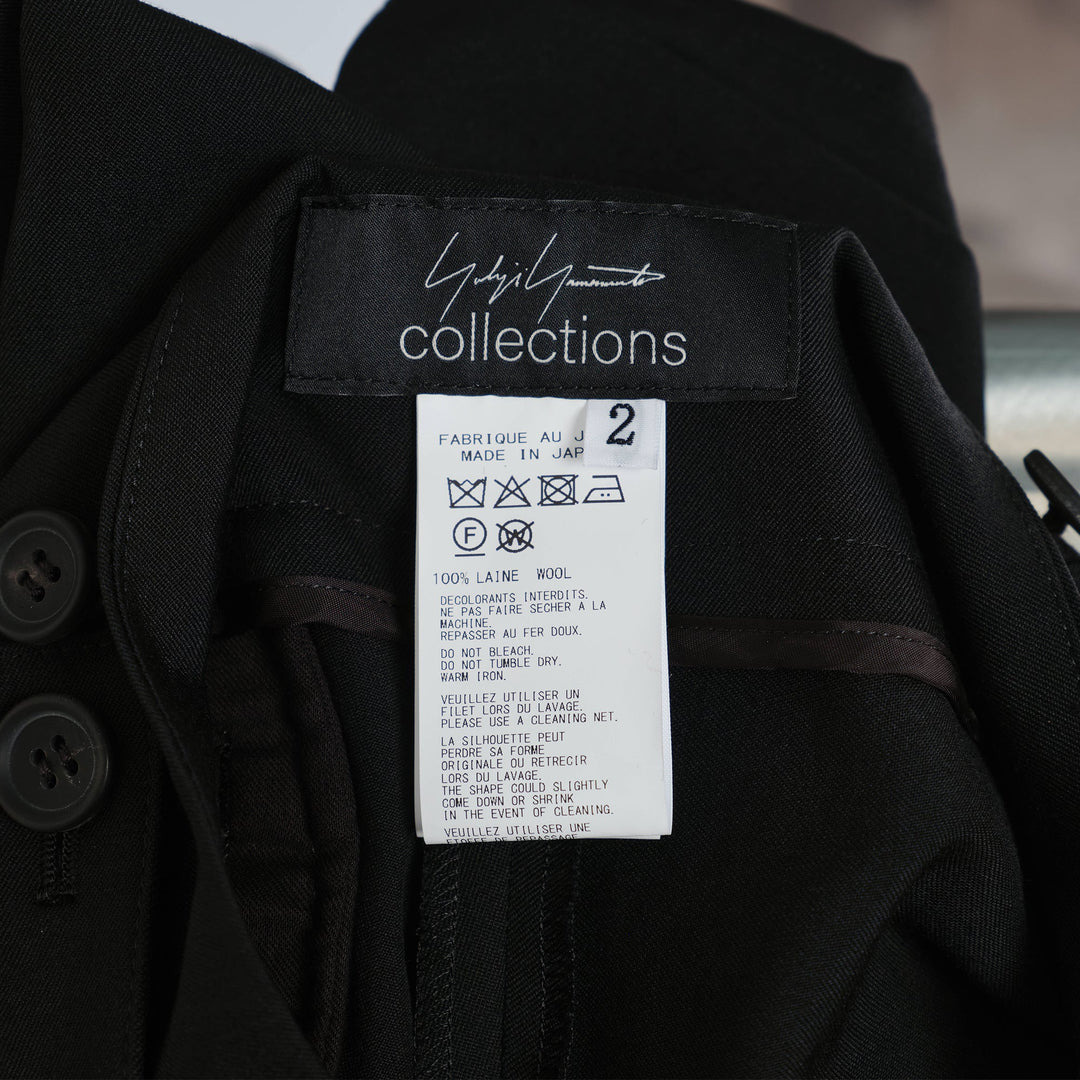 Yohji Yamamoto
collections
2
FABRIQUE AU J
MADE IN JAP
F
W
100% LAINE WOOL
DECOLORANTS INTERDITS.
NE PAS FAIRE SECHER A LA
MACHINE.
REPASSER AU FER DOUX.
DO NOT BLEACH.
DO NOT TUMBLE DRY.
WARM IRON.
VEUILLEZ UTILISER UN
FILET LORS DU LAVAGE.
PLEASE USE A CLEANING NET.
LA SILHOUETTE PEUT
PERDRE SA FORME
ORIGINALE OU RETRECIR
LORS DU LAVAGE.
THE SHAPE COULD SLIGHTLY
COME DOWN OR SHRINK
IN THE EVENT OF CLEANING.
VEUILLEZ UTILISER UNE
ETOFFE DE REPASSAGE